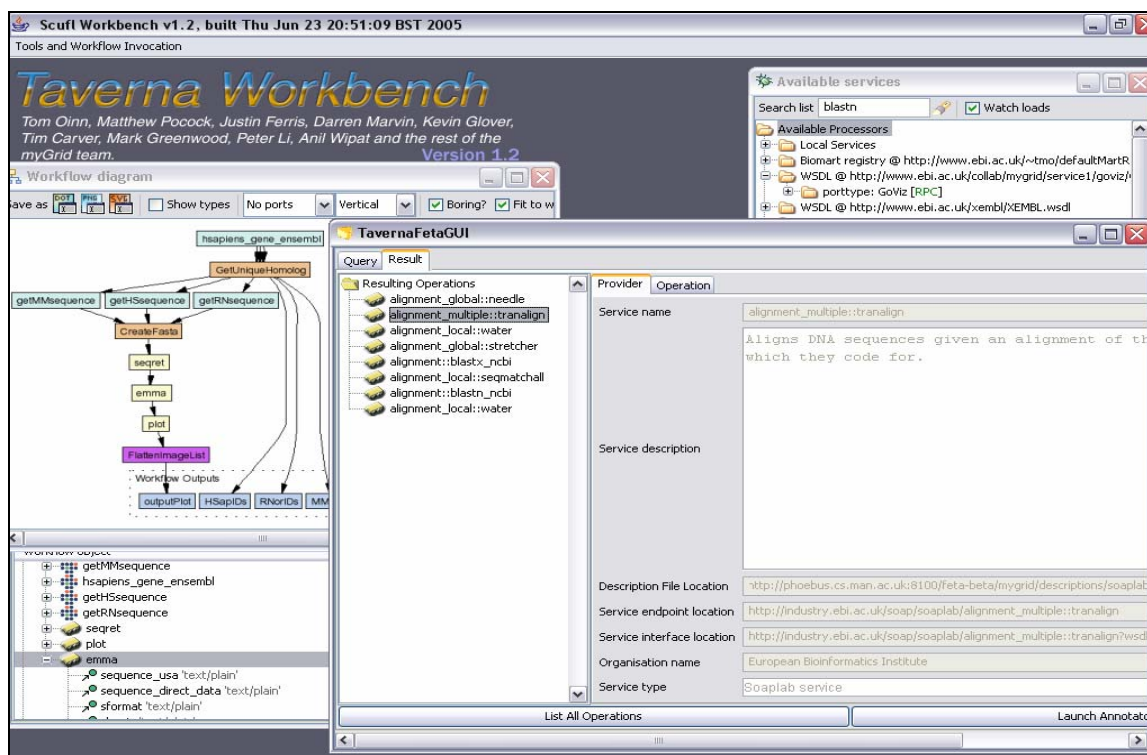 Scufl Workbench v1.2, built Thu Jun 23 20:51:09 BST 2005
Tools and Workflow Invocation
Taverna Workbench
Tom Oinn, Matthew Pocock, Justin Ferris, Darren Marvin, Kevin Glover,
Tim Carver, Mark Greenwood, Peter Li, Anil Wipat and the rest of the
myGrid team.
Version 1.2
Available services
Search list blastn Watch loads
Available Processors
Local Services
Biomart registry @ http://www.ebi.ac.uk/~tmo/defaultMartR
WSDL @ http://www.ebi.ac.uk/collab/mygrid/service1/goviz/
porttype: GoViz [RPC]
WSDL @ http://www.ebi.ac.uk/xembl/XEMBL.wsdl
Workflow diagram
ave as DOT PNG SVG Show types No ports Vertical Boring? Fit to w
hsapiens_gene_ensembl
GetUniqueHomolog
getMMsequence getHSsequence getRNsequence
CreateFasta
seqret
emma
plot
FlattenImageList
Workflow Outputs
outputPlot HSapIDs RNorIDs MM
getMMsequence
hsapiens_gene_ensembl
getHSsequence
getRNsequence
seqret
plot
emma
sequence_usa 'text/plain'
sequence_direct_data 'text/plain'
sformat 'text/plain'
TavernaFetaGUI
Query Result
Resulting Operations
alignment_global::needle
alignment_multiple::tranalign
alignment_local::water
alignment_global::stretcher
alignment::blastx_ncbi
alignment_local::seqmatchall
alignment::blastn_ncbi
alignment_local::water
Provider Operation
Service name alignment_multiple::tranalign
Aligns DNA sequences given an alignment of th
which they code for.
Service description
Description File Location http://phoebus.cs.man.ac.uk:8100/feta-beta/mygrid/descriptions/soaplab
Service endpoint location http://industry.ebi.ac.uk/soap/soaplab/alignment_multiple::tranalign
Service interface location http://industry.ebi.ac.uk/soap/soaplab/alignment_multiple::tranalign?wsd
Organisation name European Bioinformatics Institute
Service type Soaplab service
List All Operations Launch Annotato